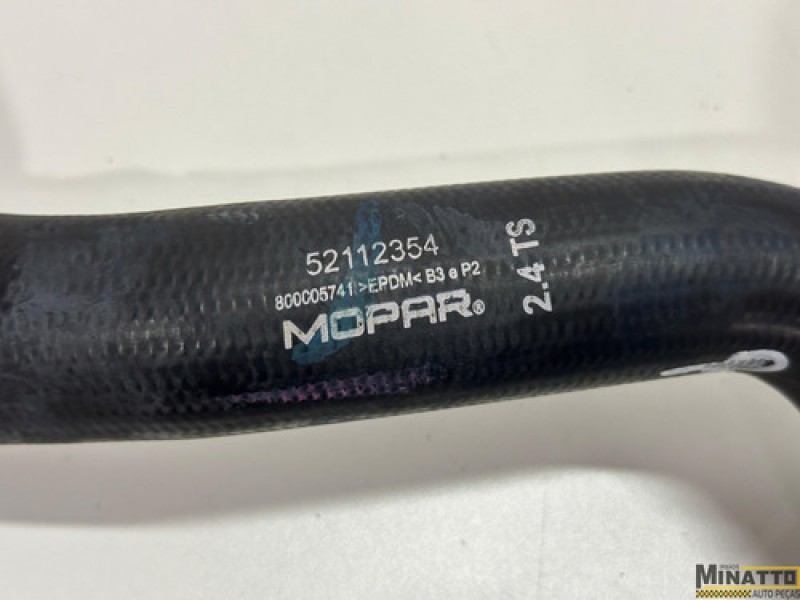 52112354
800005741 >EPDM< B3 e P2
MOPAR®
2.4 TS
MINATTO
AUTO PEÇAS